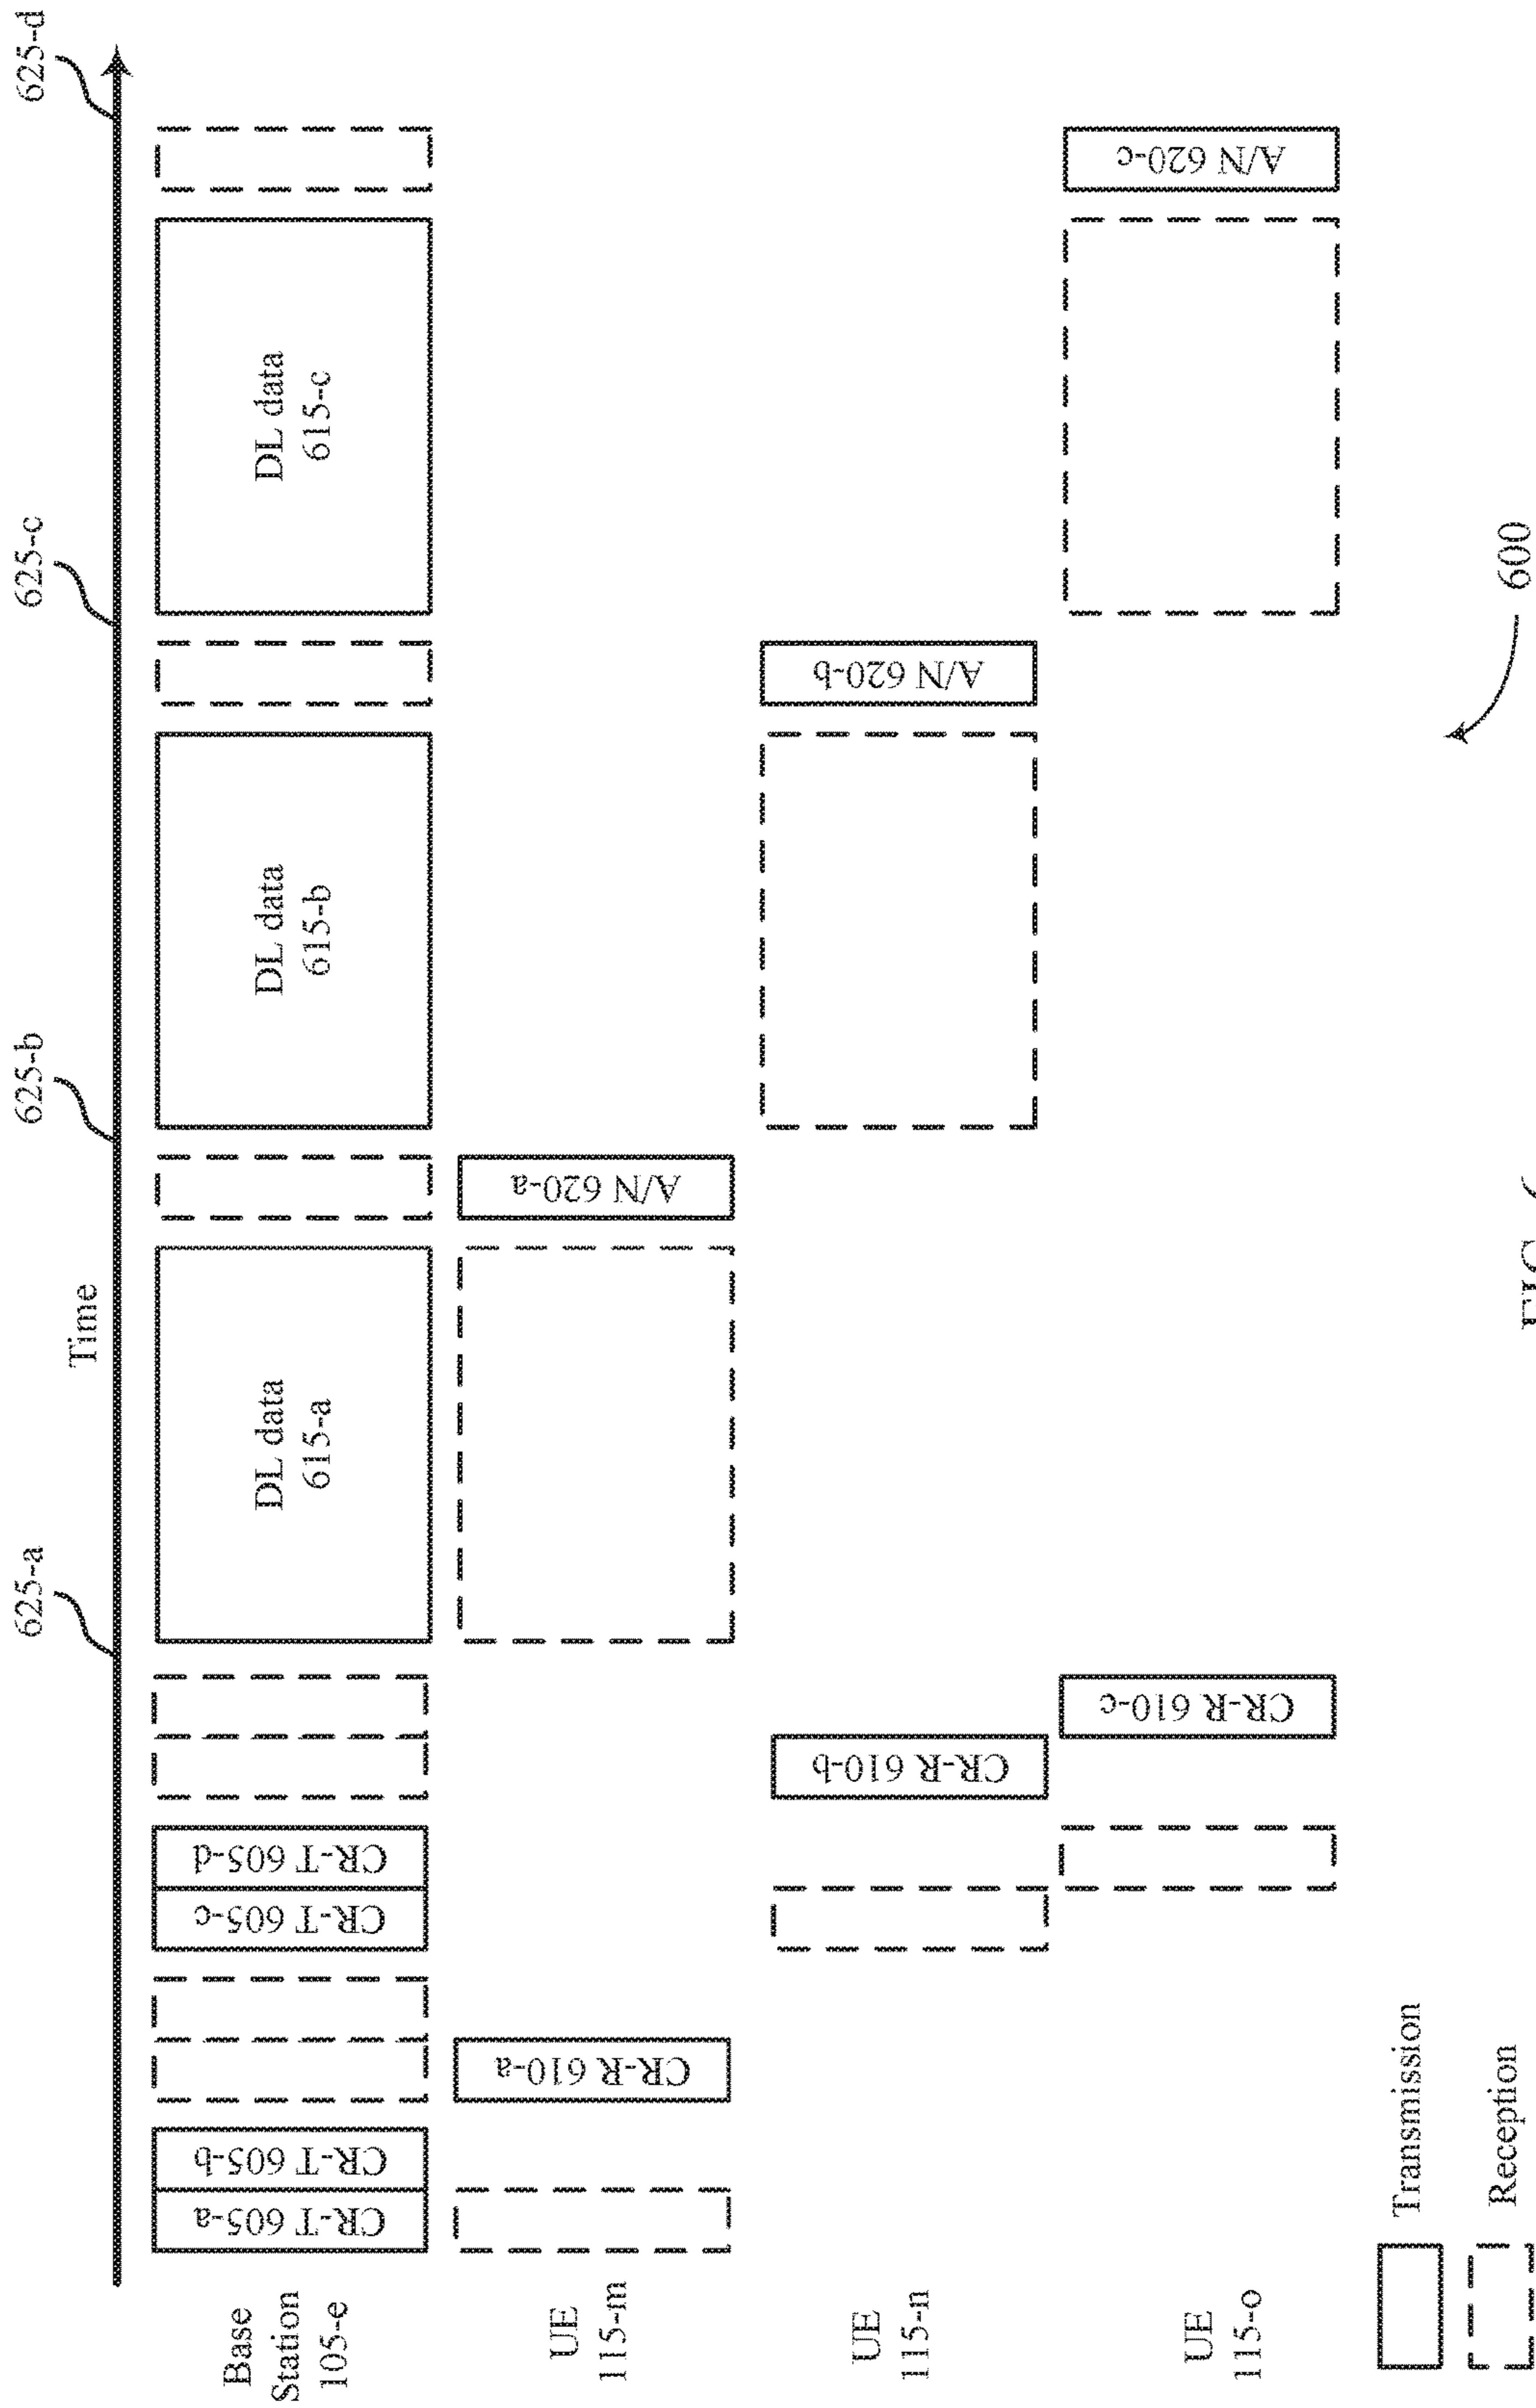 Time
625-a
625-b
625-c
625-d
Base
Station
105-e
CR-T 605-a
CR-T 605-b
CR-T 605-c
CR-T 605-d
DL data
615-a
DL data
615-b
DL data
615-c
UE
115-m
CR-R 610-a
A/N 620-a
UE
115-n
CR-R 610-b
A/N 620-b
UE
115-o
CR-R 610-c
A/N 620-c
Transmission
Reception
600